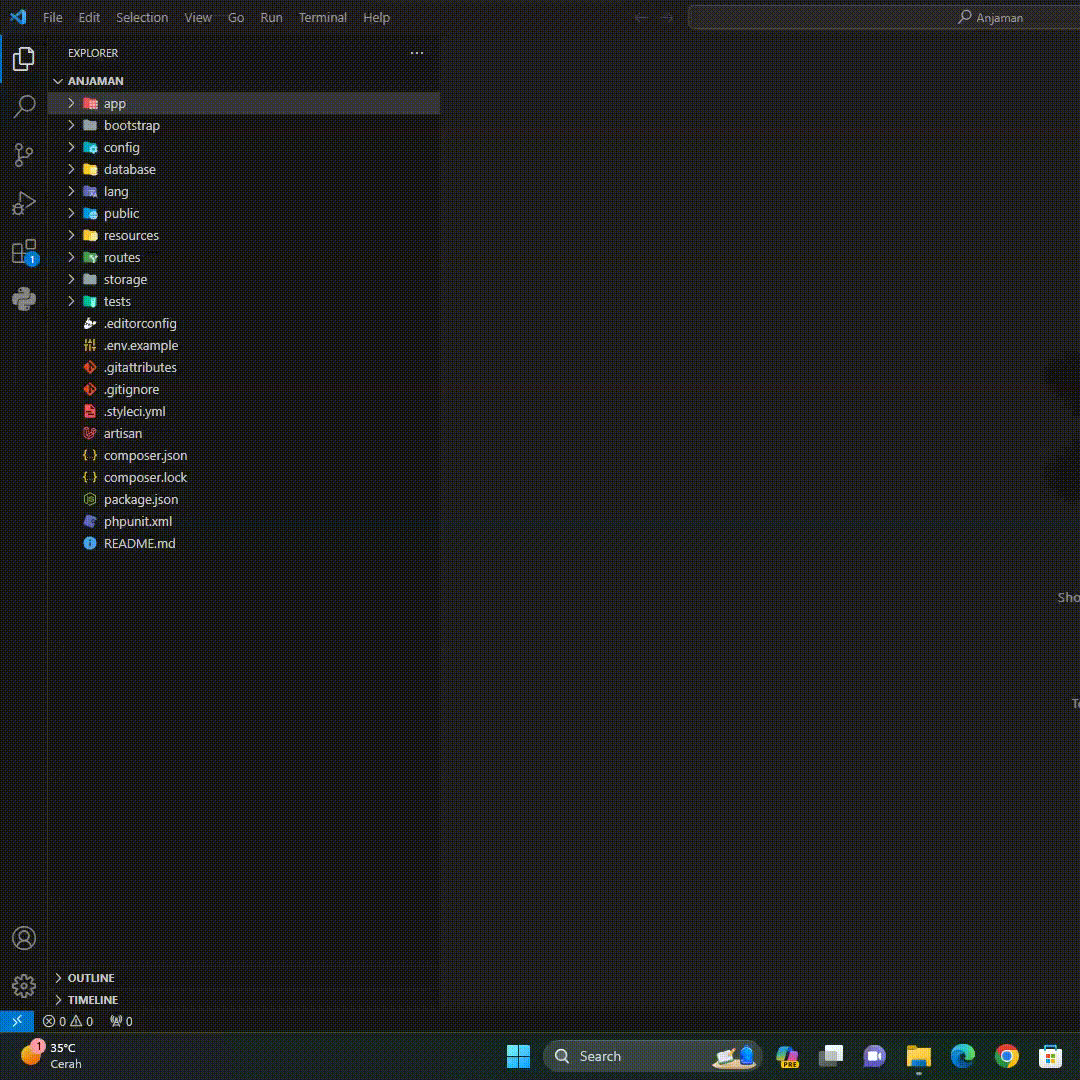 File Edit Selection View Go Run Terminal Help
Anjaman
EXPLORER
ANJAMAN
app
bootstrap
config
database
lang
public
resources
routes
storage
tests
.editorconfig
.env.example
.gitattributes
.gitignore
.styleci.yml
artisan
composer.json
composer.lock
package.json
phpunit.xml
README.md
1
Sho
OUTLINE
TIMELINE
0 0 0
1
35°C
Cerah
Search
PRE